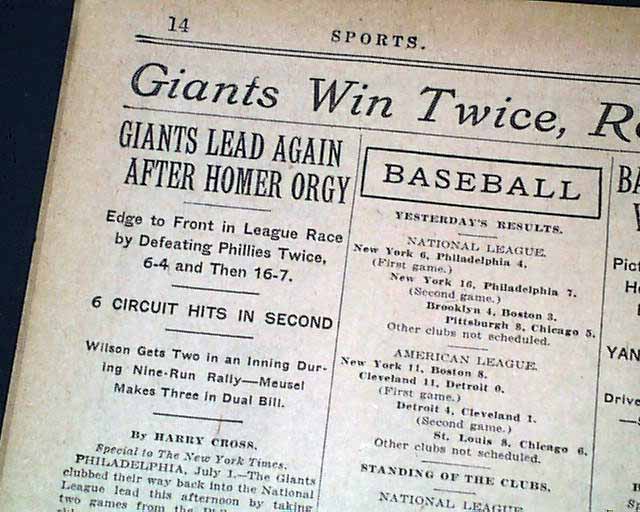 14
SPORTS.
Giants Win Twice, Re
GIANTS LEAD AGAIN
AFTER HOMER ORGY
Edge to Front in League Race
by Defeating Phillies Twice,
6-4 and Then 16-7.
6 CIRCUIT HITS IN SECOND
Wilson Gets Two in an Inning Dur-
ing Nine-Run Rally—Meusel
Makes Three in Dual Bill.
By HARRY CROSS.
Special to The New York Times.
PHILADELPHIA, July 1.—The Giants
clubbed their way back into the National
League lead this afternoon by taking
two games from the
BASEBALL
YESTERDAY'S RESULTS.
NATIONAL LEAGUE.
New York 6, Philadelphia 4.
(First game.)
New York 16, Philadelphia 7.
(Second game.)
Brooklyn 4, Boston 3.
Pittsburgh 8, Chicago 5.
Other clubs not scheduled.
AMERICAN LEAGUE.
New York 11, Boston 8.
Cleveland 11, Detroit 0.
(First game.)
Detroit 4, Cleveland 1.
(Second game.)
St. Louis 8, Chicago 6.
Other clubs not scheduled.
STANDING OF THE CLUBS.
NATIONAL LEAGUE
BA
Pict
Ho
YAN
Drive